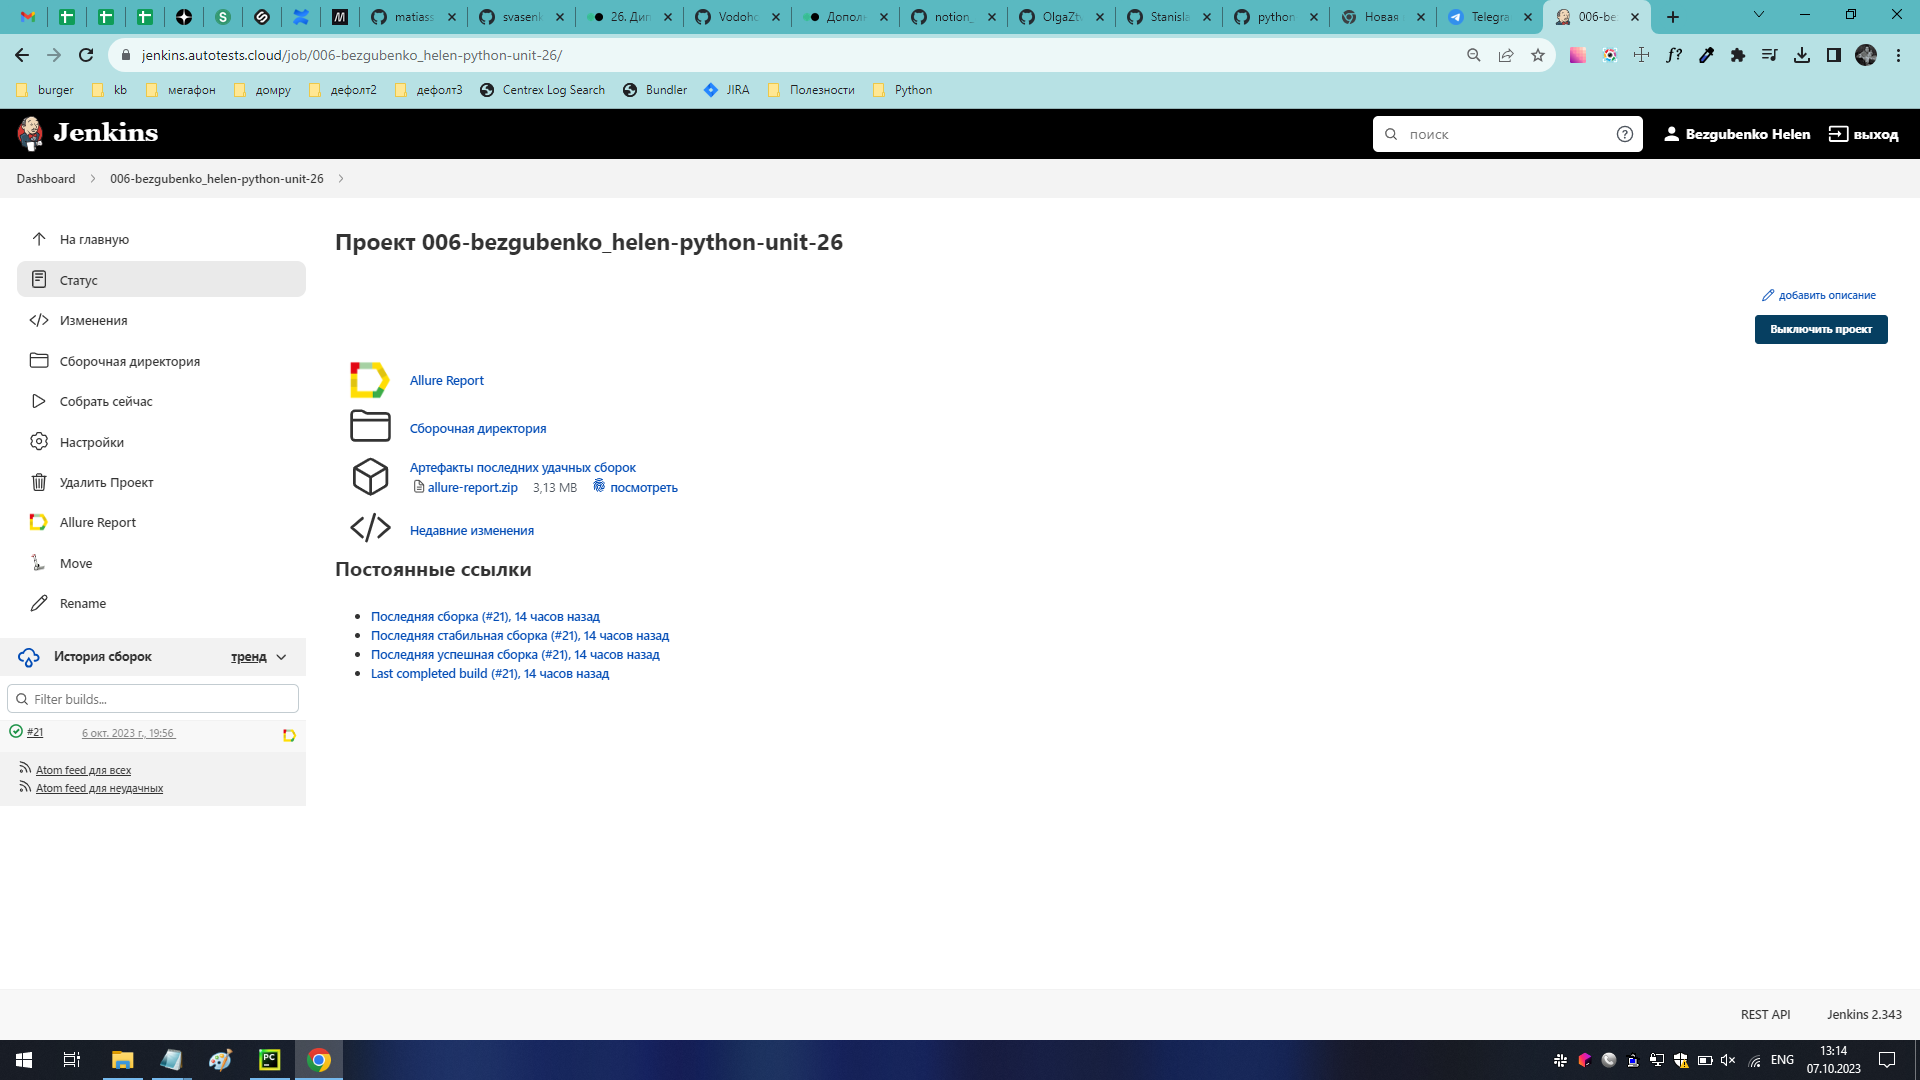 matiass
svasenk
26. Дип
Vodoho
Дополн
notion_
OlgaZtv
Stanisla
python
Новая
Telegra
006-bez
jenkins.autotests.cloud/job/006-bezgubenko_helen-python-unit-26/
burger
kb
мегафон
домру
дефолт2
дефолт3
Centrex Log Search
Bundler
JIRA
Полезности
Python
Jenkins
поиск
Bezgubenko Helen
выход
Dashboard
006-bezgubenko_helen-python-unit-26
На главную
Статус
Изменения
Сборочная директория
Собрать сейчас
Настройки
Удалить Проект
Allure Report
Move
Rename
История сборок
тренд
Filter builds...
#21
6 окт. 2023 г., 19:56
Atom feed для всех
Atom feed для неудачных
Проект 006-bezgubenko_helen-python-unit-26
добавить описание
Выключить проект
Allure Report
Сборочная директория
Артефакты последних удачных сборок
allure-report.zip 3,13 MB посмотреть
Недавние изменения
Постоянные ссылки
Последняя сборка (#21), 14 часов назад
Последняя стабильная сборка (#21), 14 часов назад
Последняя успешная сборка (#21), 14 часов назад
Last completed build (#21), 14 часов назад
REST API
Jenkins 2.343
ENG
13:14
07.10.2023